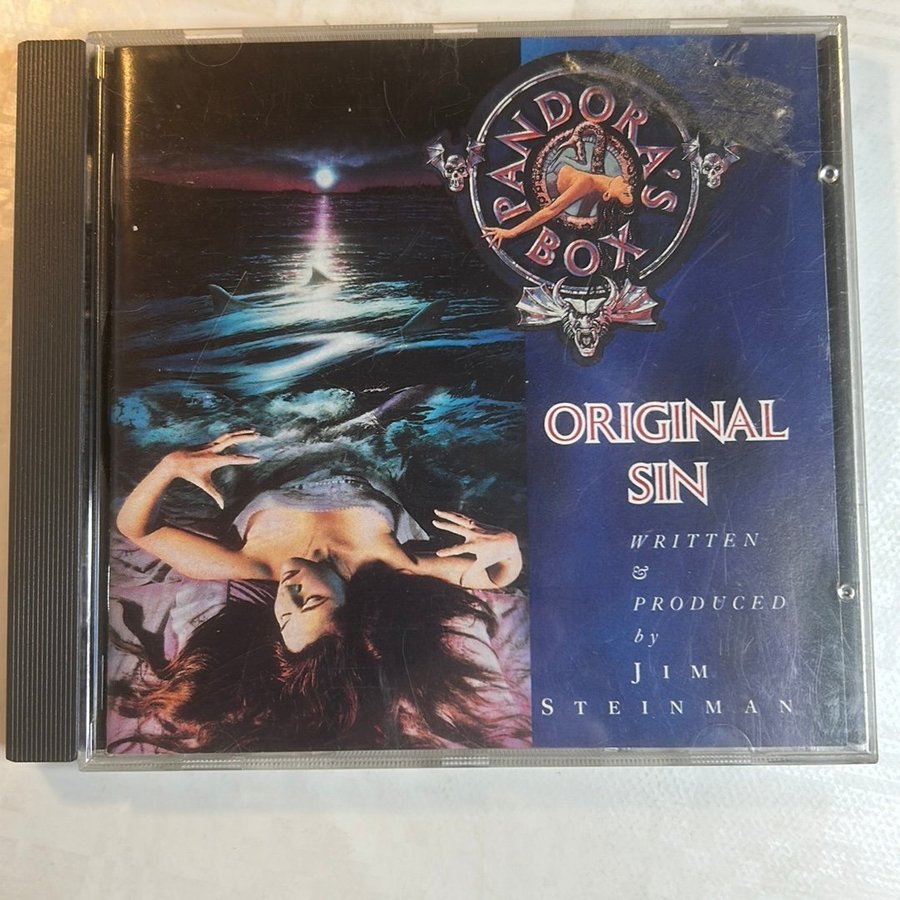 PANDORA'S
BOX
ORIGINAL
SIN
WRITTEN
&
PRODUCED
by
JIM
STEINMAN